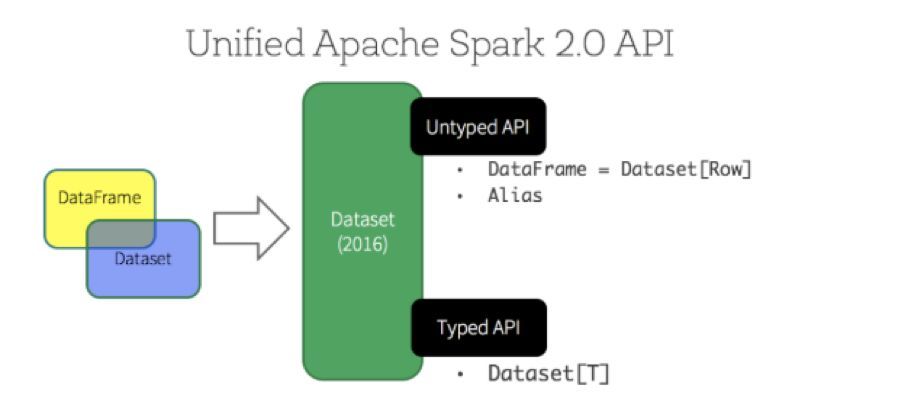 Unified Apache Spark 2.0 API
Untyped API
• DataFrame = Dataset[Row]
• Alias
DataFrame
Dataset
Dataset
(2016)
Typed API
• Dataset[T]